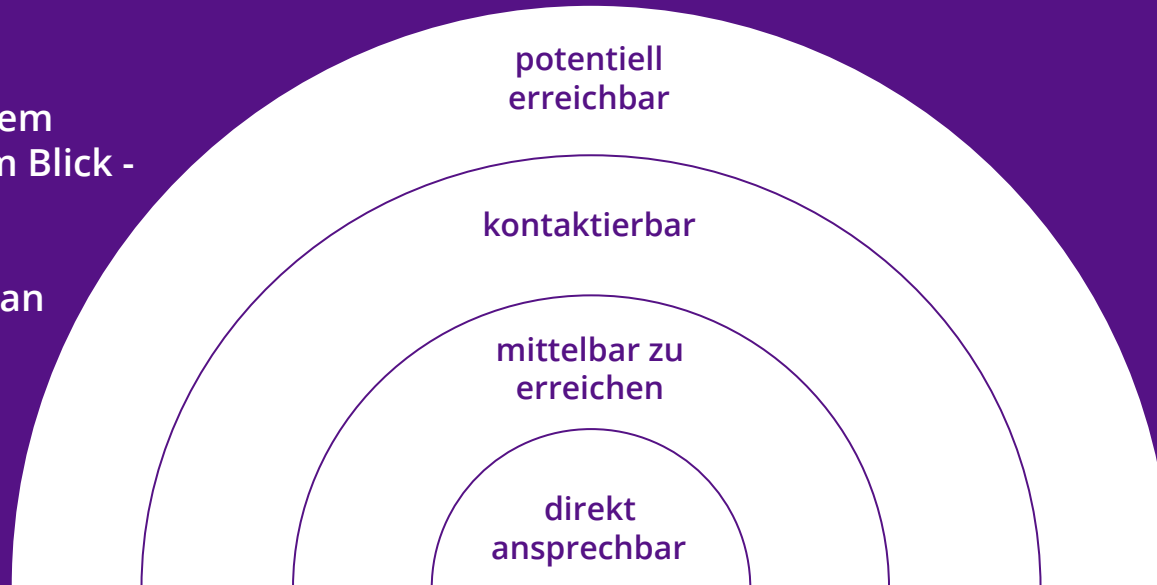 em
m Blick -
an
potentiell
erreichbar
kontaktierbar
mittelbar zu
erreichen
direkt
ansprechbar